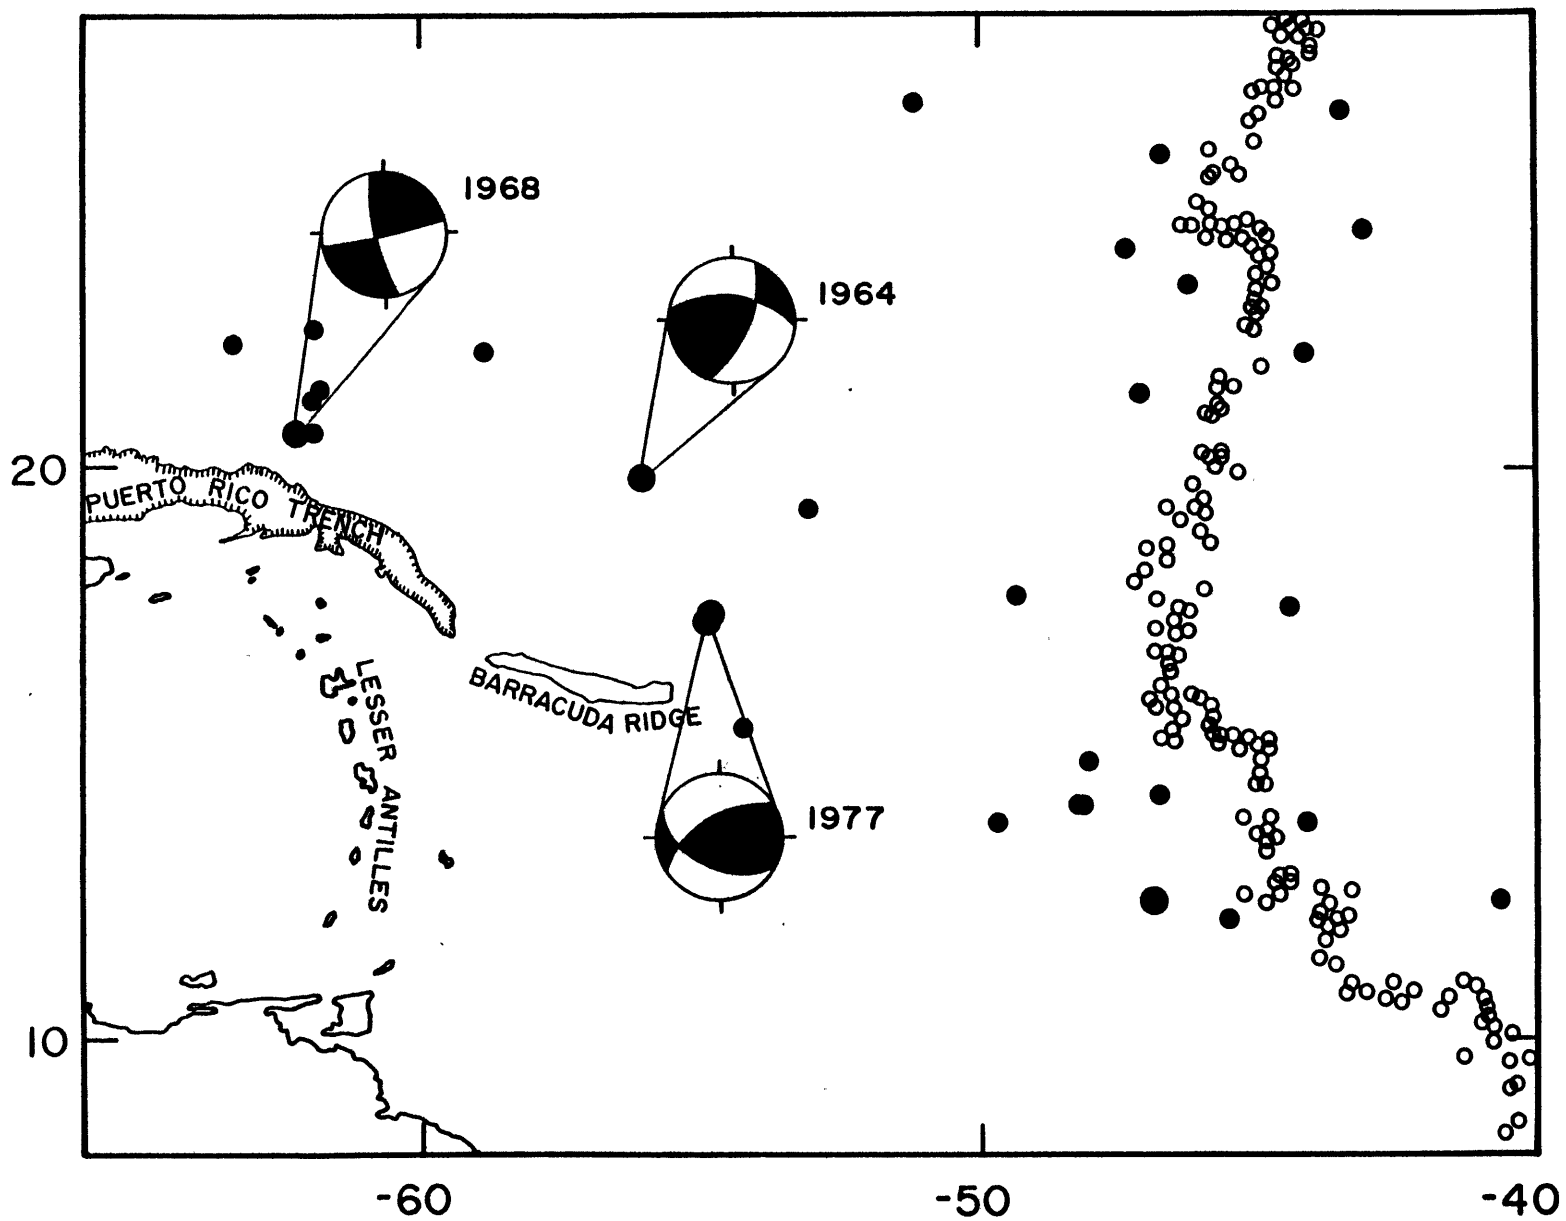 1968
1964
20
PUERTO RICO TRENCH
BARRACUDA RIDGE
LESSER ANTILLES
1977
10
-60
-50
-40